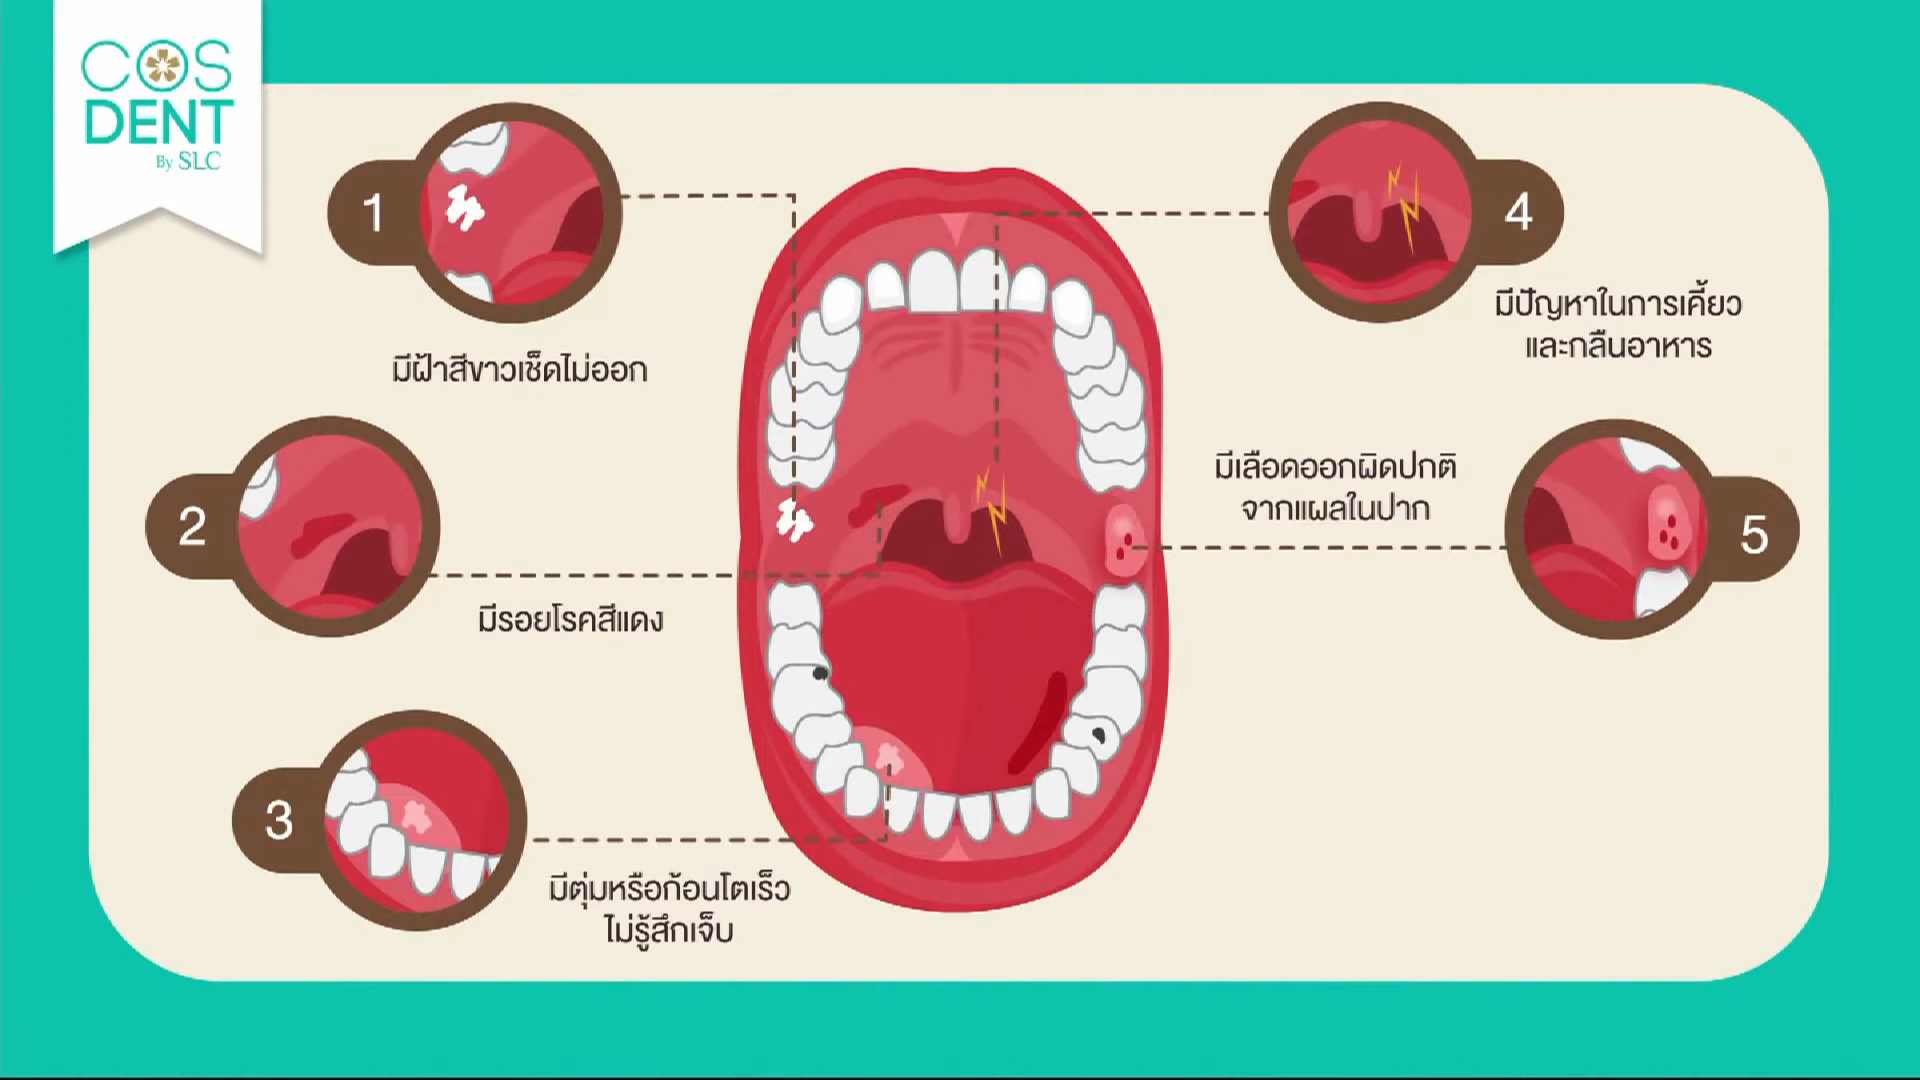 COS
DENT
By SLC
1
มีฝ้าสีขาวเช็ดไม่ออก
2
มีรอยโรคสีแดง
3
มีตุ่มหรือก้อนโตเร็ว
ไม่รู้สึกเจ็บ
4
มีปัญหาในการเคี้ยว
และกลืนอาหาร
มีเลือดออกผิดปกติ
จากแผลในปาก
5